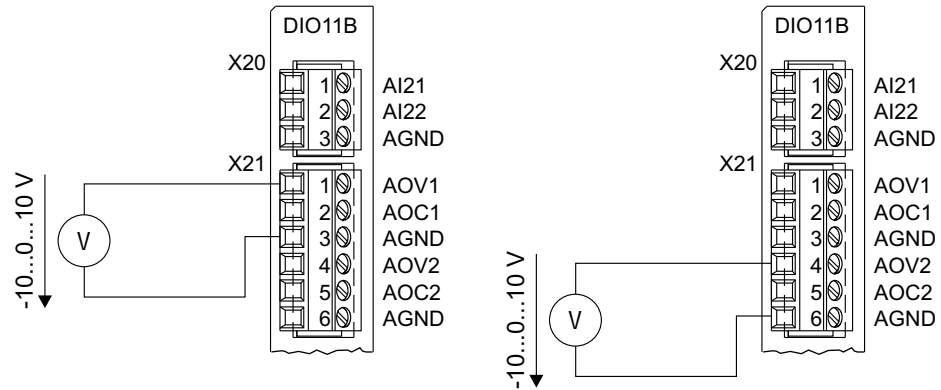 DIO11B
X20
1 AI21
2 AI22
3 AGND
X21
1 AOV1
2 AOC1
3 AGND
4 AOV2
5 AOC2
6 AGND
-10...0...10 V
V
DIO11B
X20
1 AI21
2 AI22
3 AGND
X21
1 AOV1
2 AOC1
3 AGND
4 AOV2
5 AOC2
6 AGND
-10...0...10 V
V